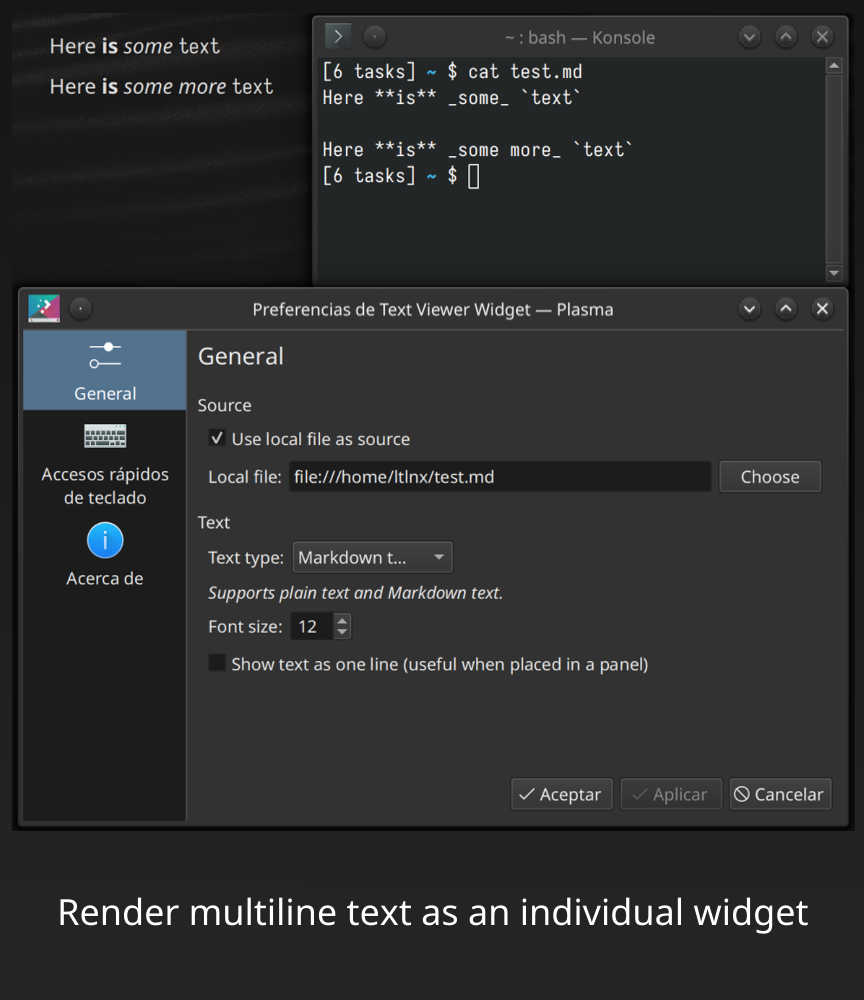 Here is some text
Here is some more text
~ : bash — Konsole
[6 tasks] ~ $ cat test.md
Here **is** _some_ `text`
Here **is** _some more_ `text`
[6 tasks] ~ $
Preferencias de Text Viewer Widget — Plasma
General
Accesos rápidos
de teclado
Acerca de
General
Source
Use local file as source
Local file: file:///home/ltlnx/test.md Choose
Text
Text type: Markdown t...
Supports plain text and Markdown text.
Font size: 12
Show text as one line (useful when placed in a panel)
Aceptar Aplicar Cancelar
Render multiline text as an individual widget